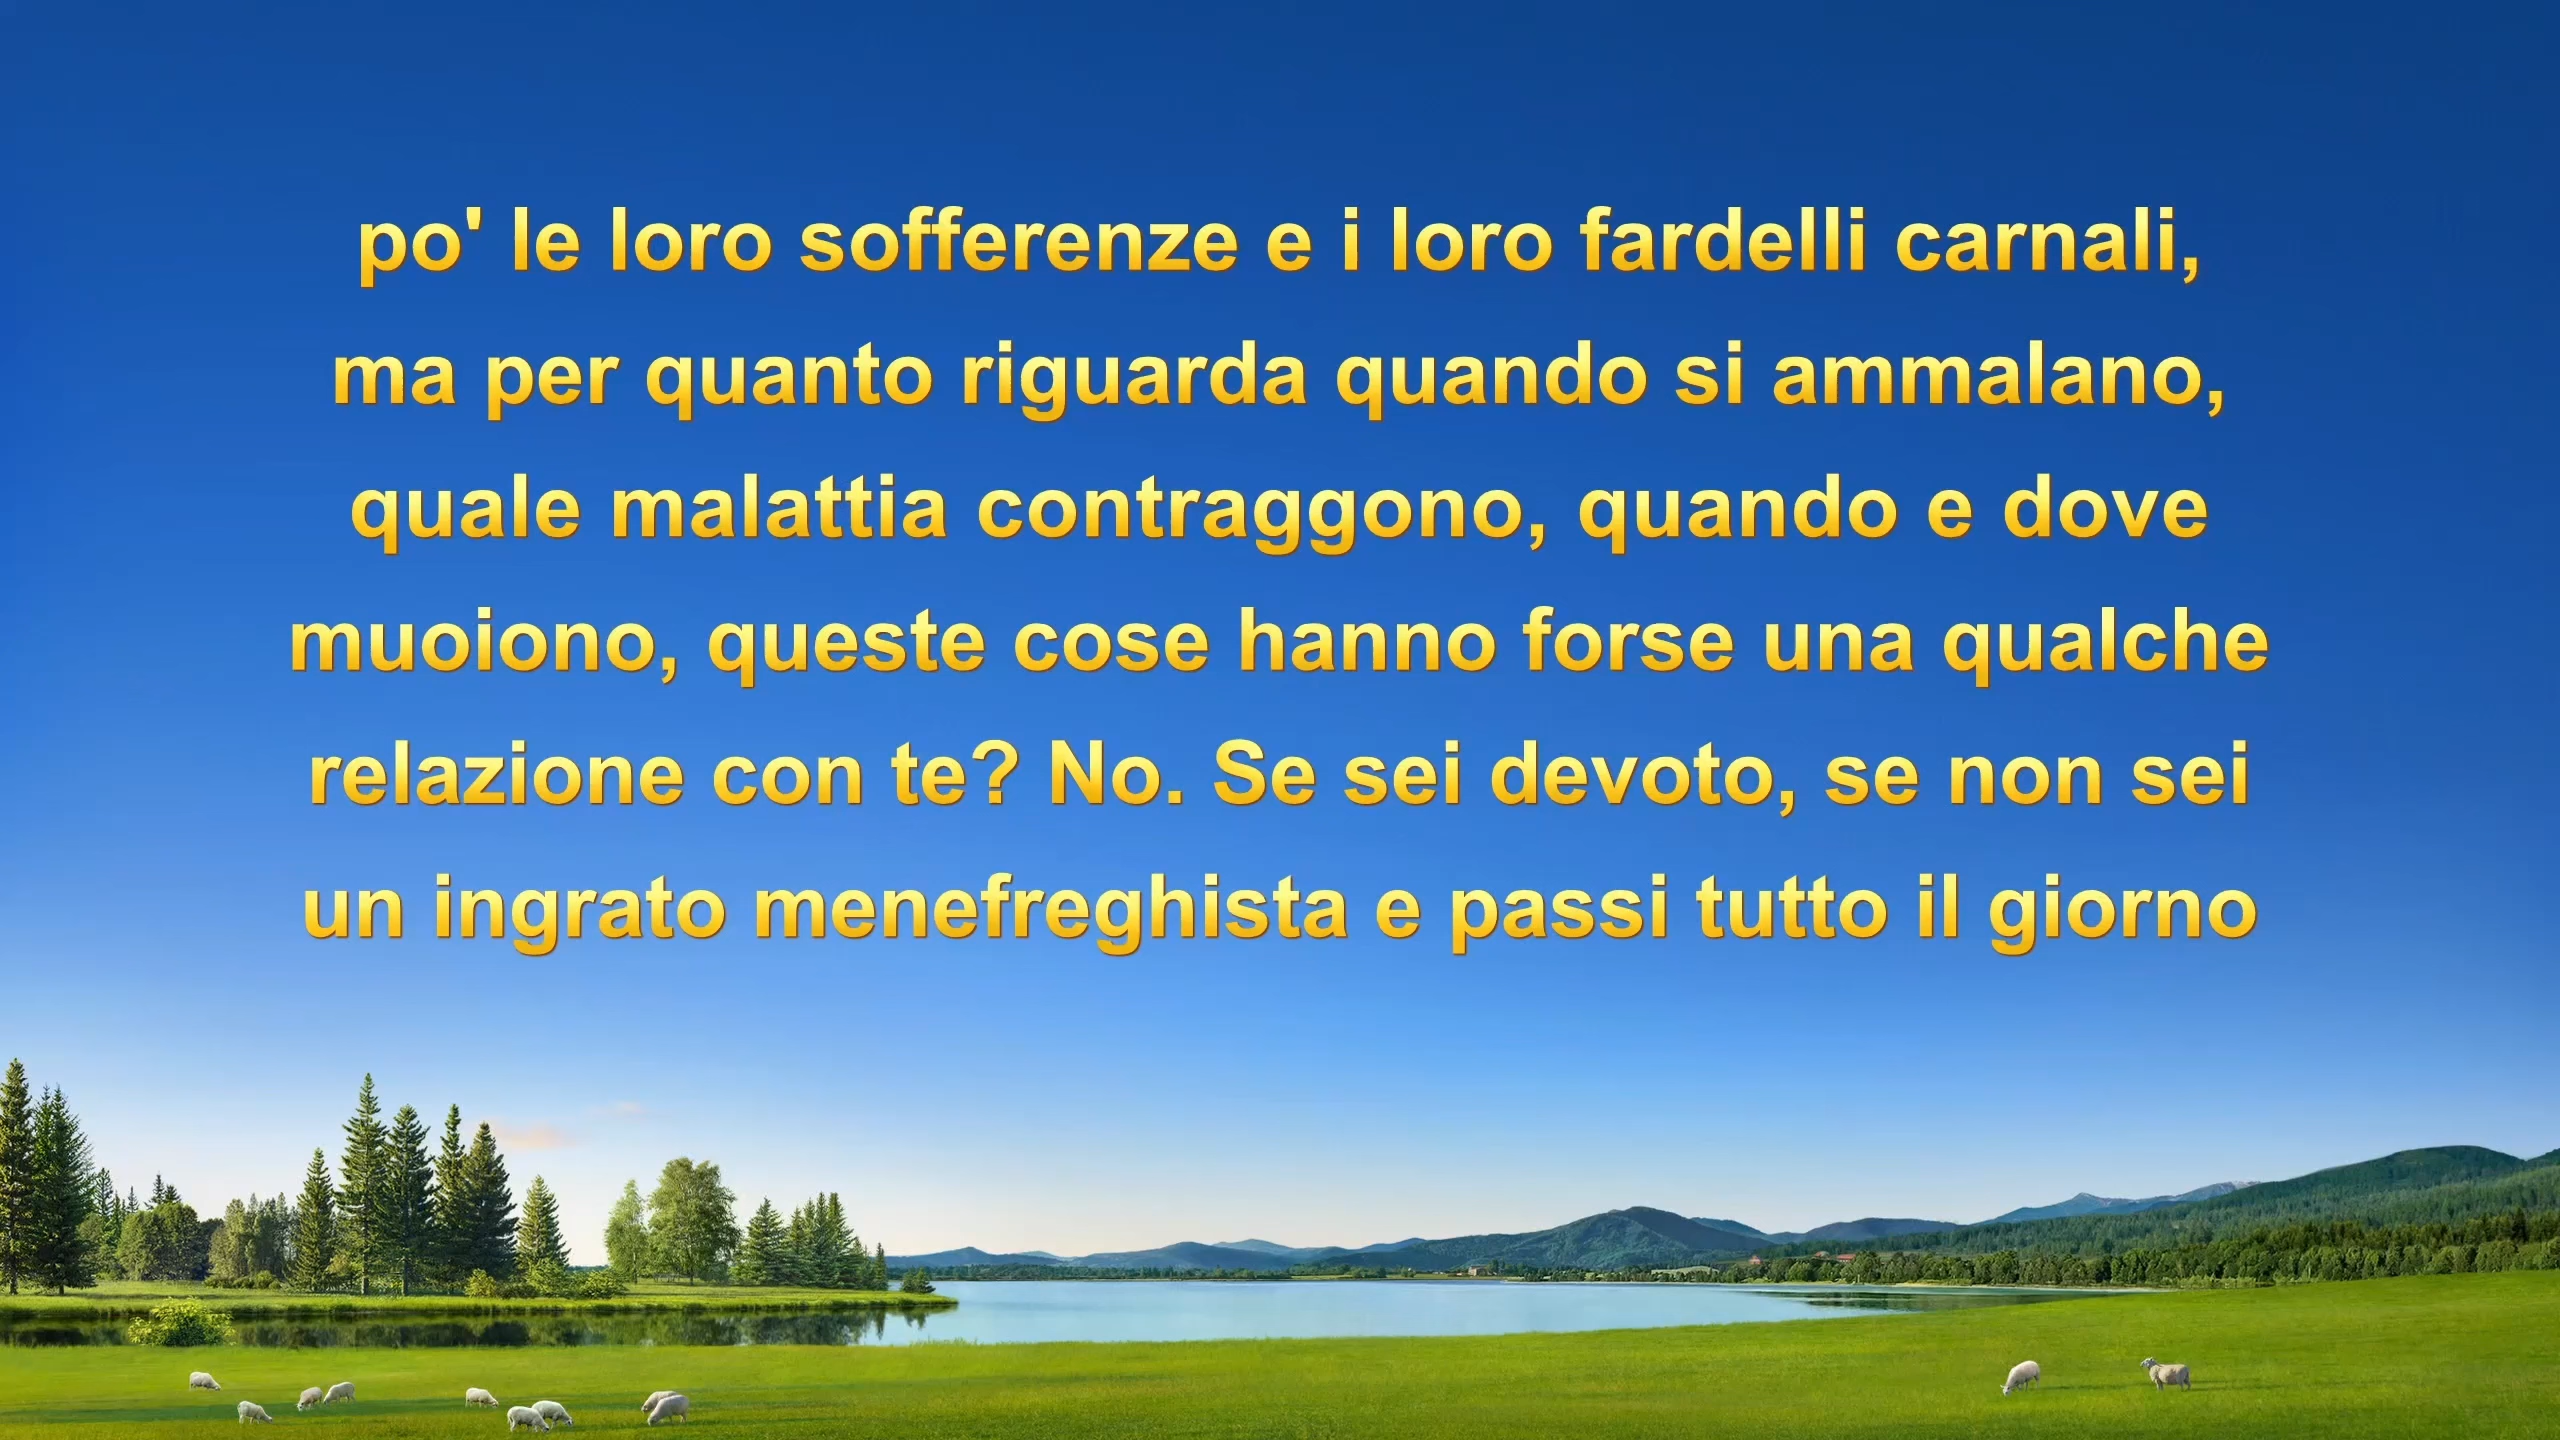 po' le loro sofferenze e i loro fardelli carnali,
ma per quanto riguarda quando si ammalano,
quale malattia contraggono, quando e dove
muoiono, queste cose hanno forse una qualche
relazione con te? No. Se sei devoto, se non sei
un ingrato menefreghista e passi tutto il giorno